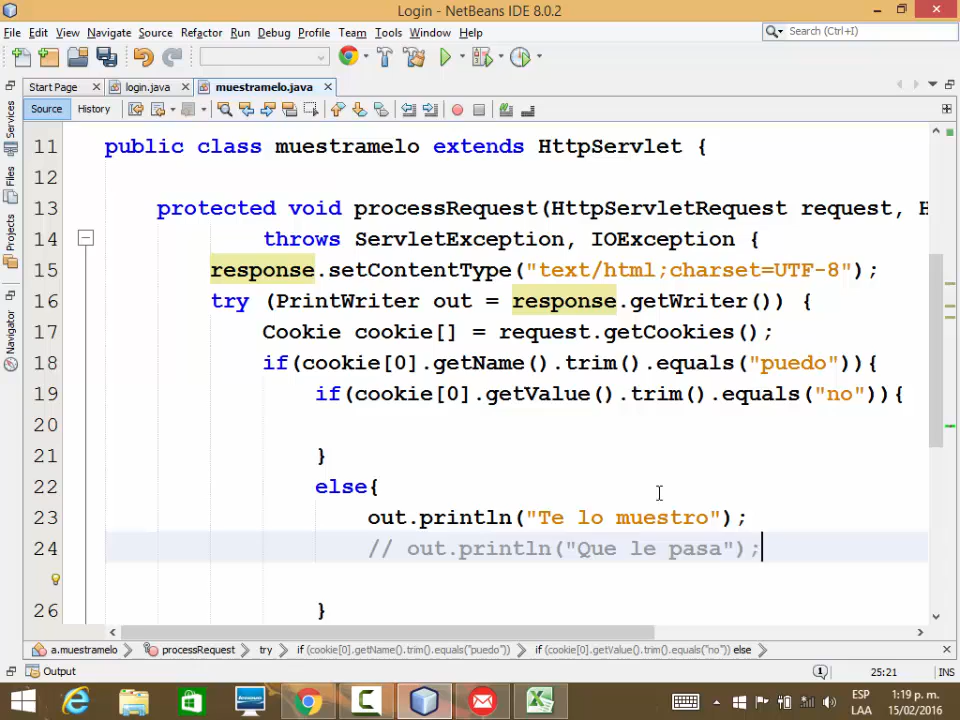 Login - NetBeans IDE 8.0.2
File Edit View Navigate Source Refactor Run Debug Profile Team Tools Window Help
Search (Ctrl+I)
Start Page login.java muestramelo.java
Source History
Services
Files
Projects
Navigator
11 public class muestramelo extends HttpServlet {
12
13 protected void processRequest(HttpServletRequest request, H
14 throws ServletException, IOException {
15 response.setContentType("text/html;charset=UTF-8");
16 try (PrintWriter out = response.getWriter()) {
17 Cookie cookie[] = request.getCookies();
18 if(cookie[0].getName().trim().equals("puedo")){
19 if(cookie[0].getValue().trim().equals("no")){
20
21 }
22 else{
23 out.println("Te lo muestro");
24 // out.println("Que le pasa");
26 }
a.muestramelo processRequest try if (cookie[0].getName().trim().equals("puedo")) if (cookie[0].getValue().trim().equals("no")) else
Output
25:21 INS
ESP
LAA
1:19 p. m.
15/02/2016